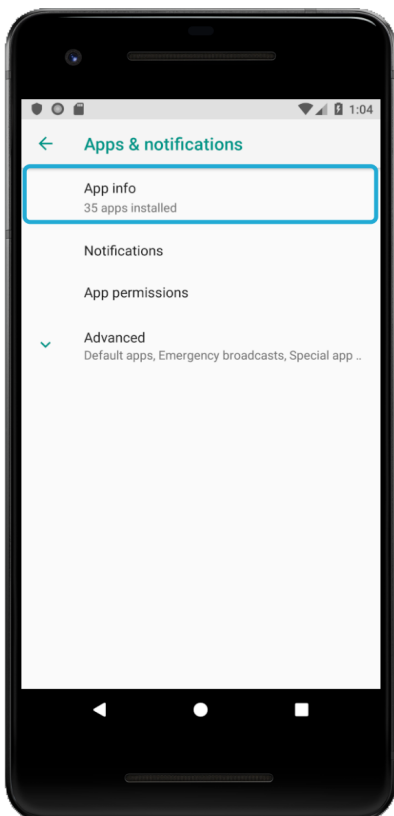 1:04
Apps & notifications
App info
35 apps installed
Notifications
App permissions
Advanced
Default apps, Emergency broadcasts, Special app ..